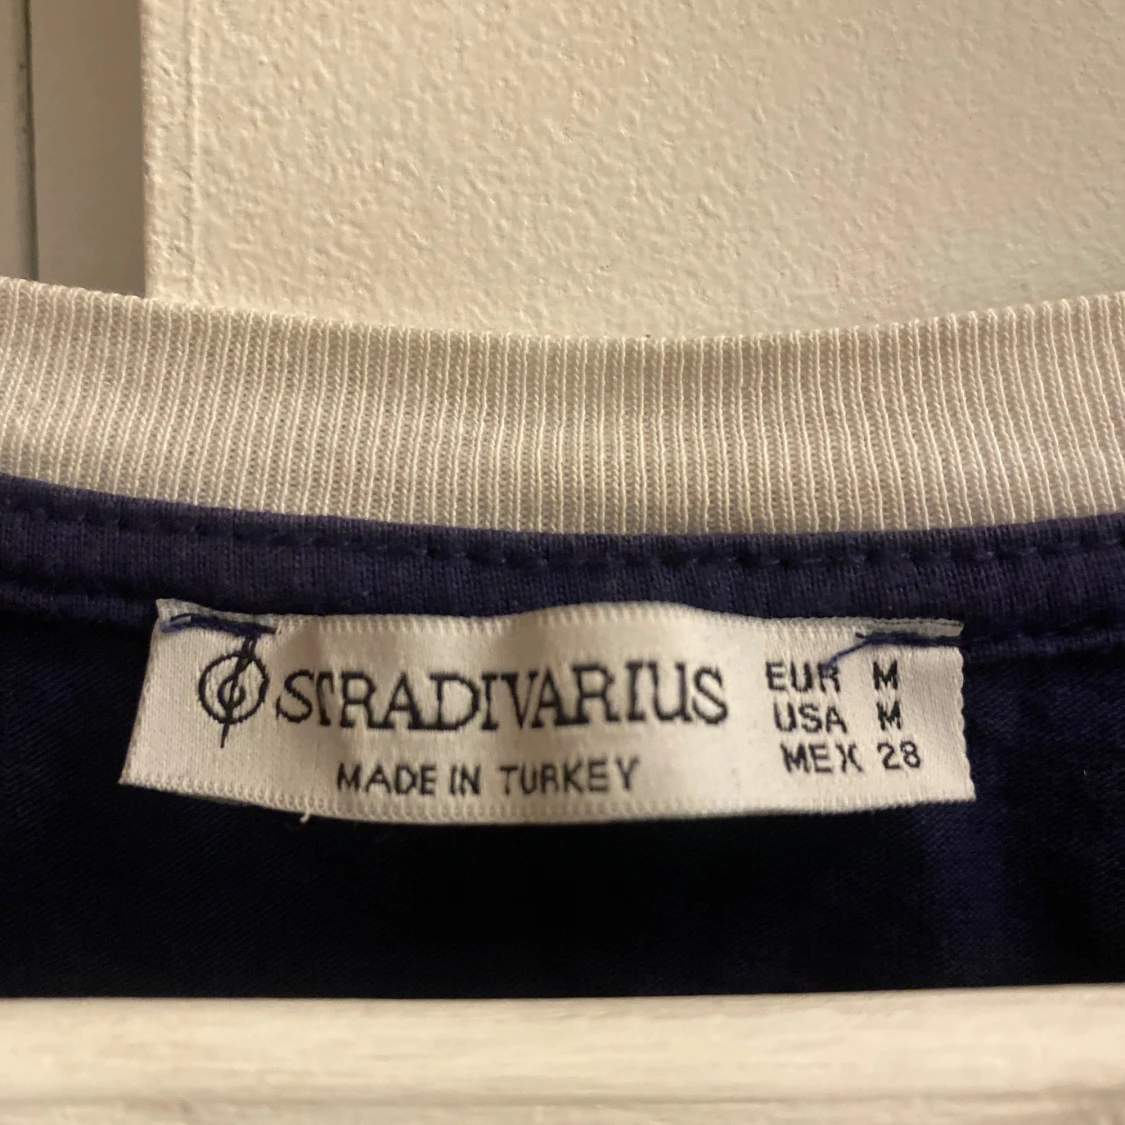 STRADIVARIUS
MADE IN TURKEY
EUR M
USA M
MEX 28